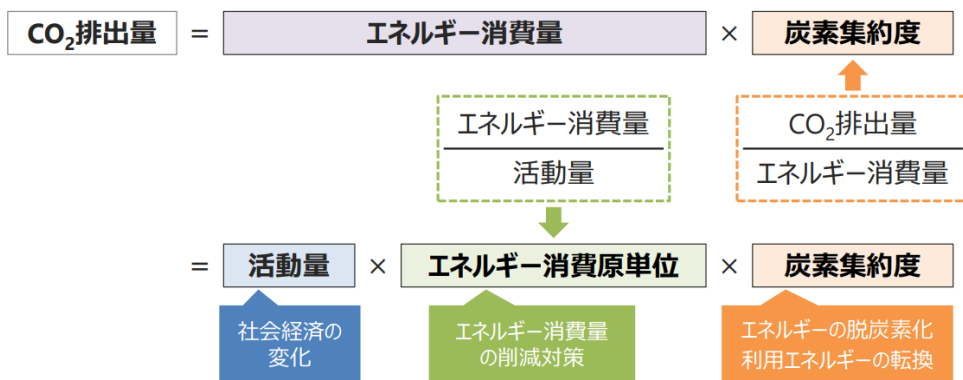 CO₂排出量 = エネルギー消費量 × 炭素集約度
エネルギー消費量
活動量
CO₂排出量
エネルギー消費量
= 活動量 × エネルギー消費原単位 × 炭素集約度
社会経済の
変化
エネルギー消費量
の削減対策
エネルギーの脱炭素化
利用エネルギーの転換